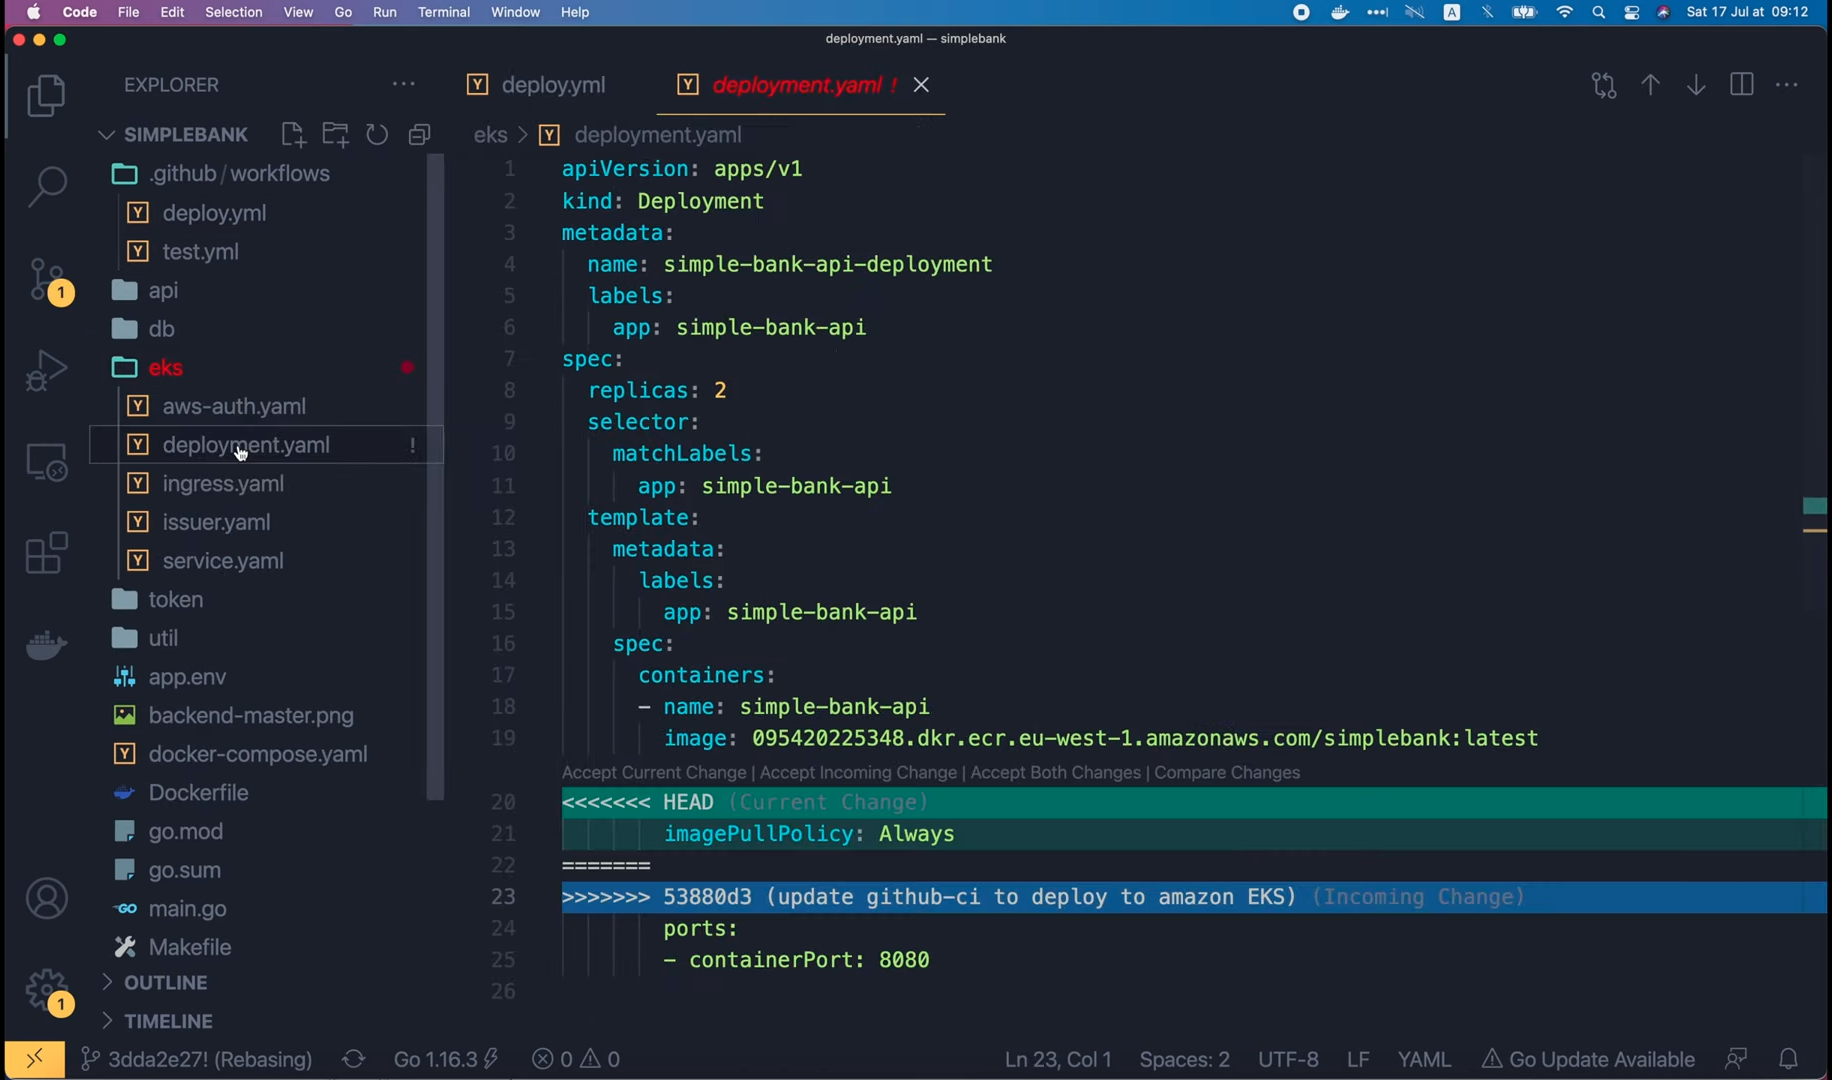 Code File Edit Selection View Go Run Terminal Window Help A Sat 17 Jul at 09:12
deployment.yaml — simplebank
EXPLORER
Y deploy.yml
Y deployment.yaml !
SIMPLEBANK
eks > Y deployment.yaml
.github / workflows
Y deploy.yml
Y test.yml
api
db
eks
Y aws-auth.yaml
Y deployment.yaml !
Y ingress.yaml
Y issuer.yaml
Y service.yaml
token
util
app.env
backend-master.png
Y docker-compose.yaml
Dockerfile
go.mod
go.sum
GO main.go
Makefile
OUTLINE
TIMELINE
1
1
1 apiVersion: apps/v1
2 kind: Deployment
3 metadata:
4 name: simple-bank-api-deployment
5 labels:
6 app: simple-bank-api
7 spec:
8 replicas: 2
9 selector:
10 matchLabels:
11 app: simple-bank-api
12 template:
13 metadata:
14 labels:
15 app: simple-bank-api
16 spec:
17 containers:
18 - name: simple-bank-api
19 image: 095420225348.dkr.ecr.eu-west-1.amazonaws.com/simplebank:latest
Accept Current Change | Accept Incoming Change | Accept Both Changes | Compare Changes
20 <<<<<<< HEAD (Current Change)
21 imagePullPolicy: Always
22 =======
23 >>>>>>> 53880d3 (update github-ci to deploy to amazon EKS) (Incoming Change)
24 ports:
25 - containerPort: 8080
26
3dda2e27! (Rebasing) Go 1.16.3 0 0 Ln 23, Col 1 Spaces: 2 UTF-8 LF YAML Go Update Available